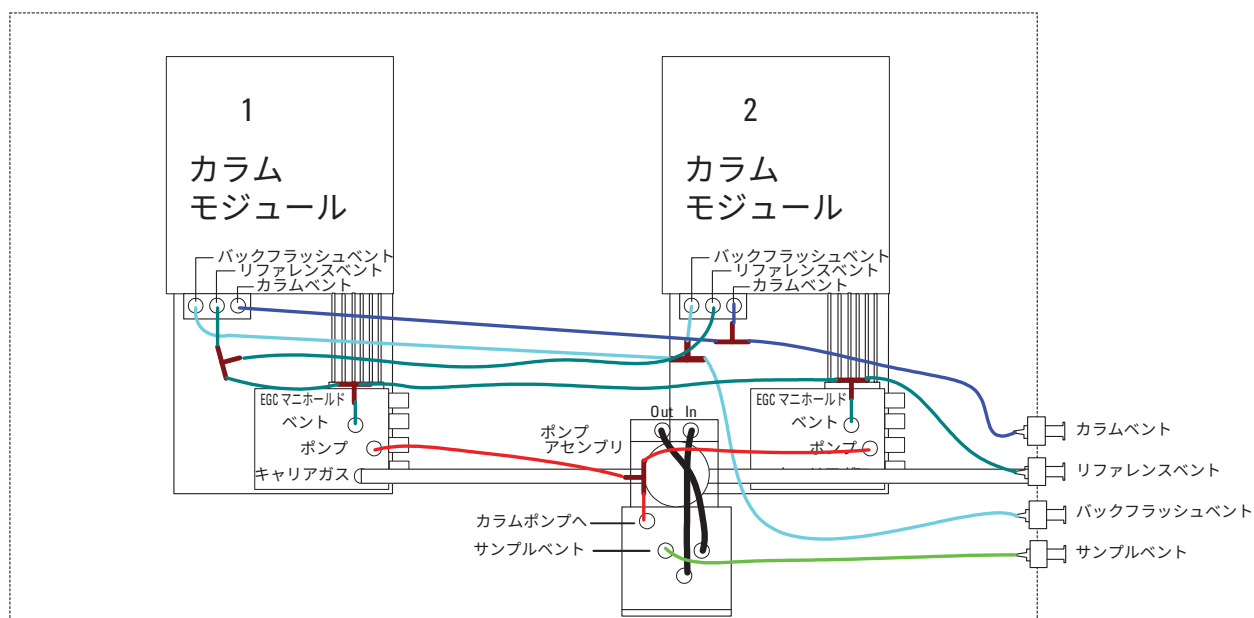 1
カラム
モジュール
バックフラッシュベント
リファレンスベント
カラムベント
EGC マニホールド
ベント
ポンプ
キャリアガス
2
カラム
モジュール
バックフラッシュベント
リファレンスベント
カラムベント
EGC マニホールド
ベント
ポンプ
Out In
ポンプ
アセンブリ
カラムポンプへ
サンプルベント
カラムベント
リファレンスベント
バックフラッシュベント
サンプルベント